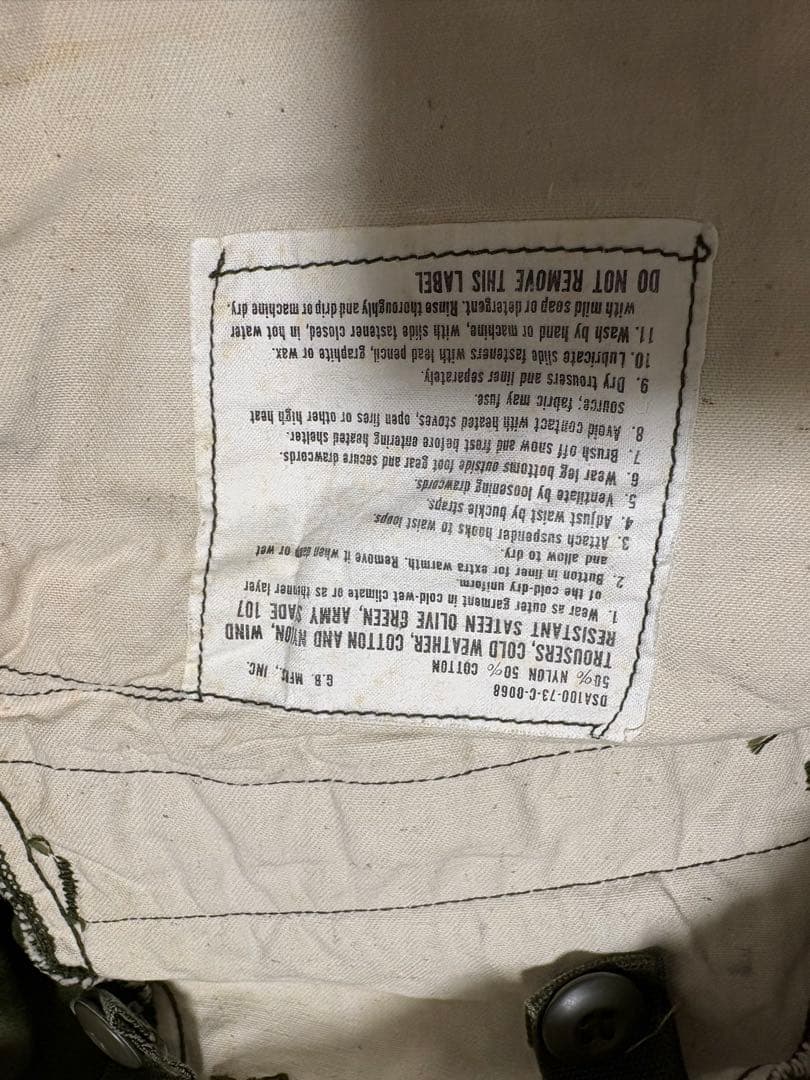 DSA100-73-C-0068 G.B. MFG., INC.
50% NYLON 50% COTTON
TROUSERS, COLD WEATHER, COTTON AND NYLON, WIND
RESISTANT SATEEN OLIVE GREEN, ARMY SADE 107
1. Wear as outer garment in cold-wet climate or as thinner layer
of the cold-dry uniform.
2. Button in liner for extra warmth. Remove it when damp or wet
and allow to dry.
3. Attach suspender hooks to waist loops
4. Adjust waist by buckle straps.
5. Ventilate by loosening drawcords.
6. Wear leg bottoms outside foot gear and secure drawcords.
7. Brush off snow and frost before entering heated shelter.
8. Avoid contact with heated stoves, open fires or other high heat
source; fabric may fuse.
9. Dry trousers and liner separately.
10. Lubricate slide fasteners with lead pencil, graphite or wax.
11. Wash by hand or machine, with slide fastener closed, in hot water
with mild soap or detergent. Rinse thoroughly and drip or machine dry.
DO NOT REMOVE THIS LABEL